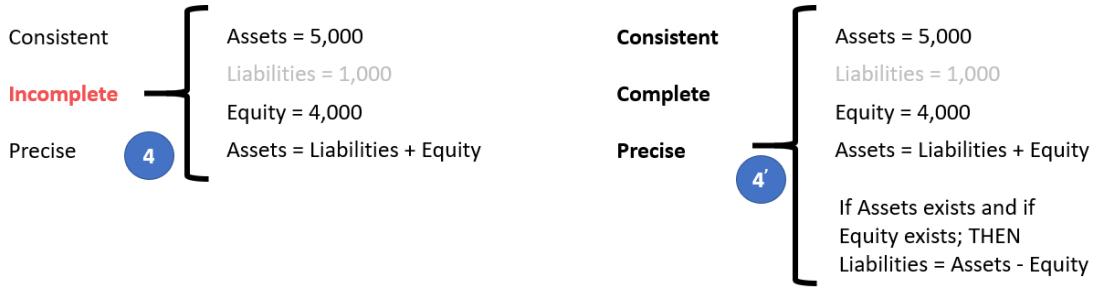 Consistent
Incomplete
Precise
4
Assets = 5,000
Liabilities = 1,000
Equity = 4,000
Assets = Liabilities + Equity
Consistent
Complete
Precise
4′
Assets = 5,000
Liabilities = 1,000
Equity = 4,000
Assets = Liabilities + Equity
If Assets exists and if
Equity exists; THEN
Liabilities = Assets - Equity